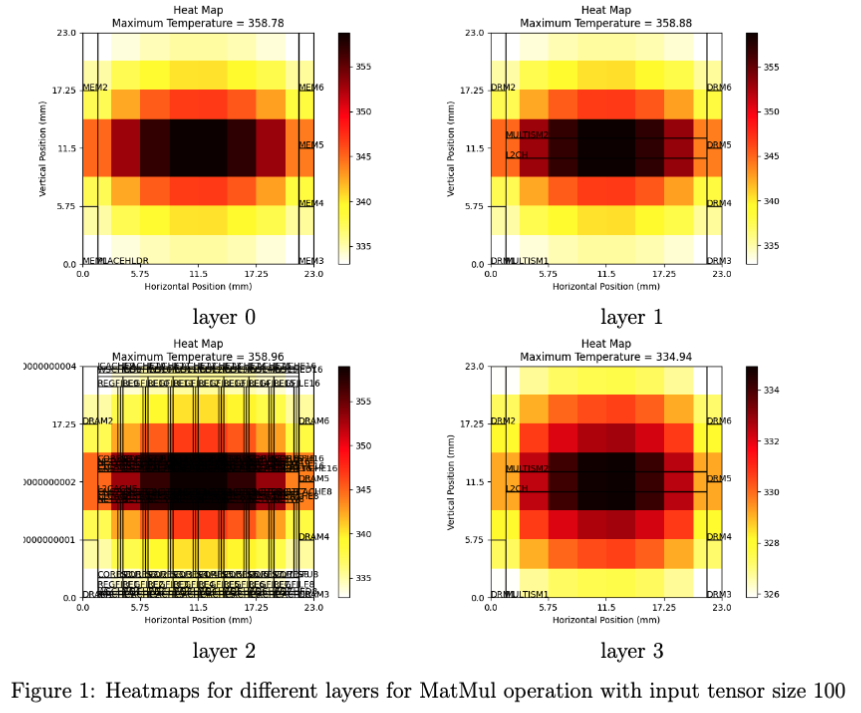 Heat Map
Maximum Temperature = 358.78
23.0
17.25
11.5
5.75
0.0
Vertical Position (mm)
MEM2
MEM6
MEM5
MEM4
MEM1
PLACEHLDR
MEM3
0.0 5.75 11.5 17.25 23.0
Horizontal Position (mm)
355
350
345
340
335
layer 0
Heat Map
Maximum Temperature = 358.88
23.0
17.25
11.5
5.75
0.0
Vertical Position (mm)
DRM2
DRM6
MULTISM2
DRM5
L2CH
DRM4
DRM1
MULTISM1
DRM3
0.0 5.75 11.5 17.25 23.0
Horizontal Position (mm)
355
350
345
340
335
layer 1
Heat Map
Maximum Temperature = 358.96
0000000004
17.25
0000000002
0000000001
0.0
DRAM2
DRAM5
DRAM4
DRAM3
0.0 5.75 11.5 17.25 23.0
Horizontal Position (mm)
355
350
345
340
335
layer 2
Heat Map
Maximum Temperature = 334.94
23.0
17.25
11.5
5.75
0.0
Vertical Position (mm)
DRM2
DRM6
MULTISM2
DRM5
L2CH
DRM4
DRM1
MULTISM1
DRM3
0.0 5.75 11.5 17.25 23.0
Horizontal Position (mm)
334
332
330
328
326
layer 3
Figure 1: Heatmaps for different layers for MatMul operation with input tensor size 100